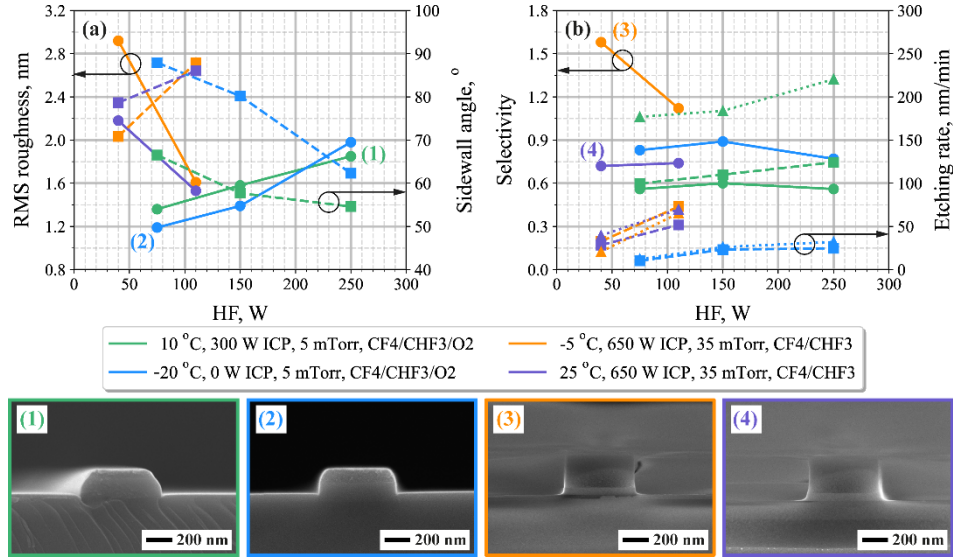 (a)
3.2
2.8
2.4
2.0
1.6
1.2
0.8
RMS roughness, nm
100
90
80
70
60
50
40
Sidewall angle, °
0 50 100 150 200 250 300
HF, W
(1)
(2)
(b)
(3)
(4)
1.8
1.5
1.2
0.9
0.6
0.3
0.0
Selectivity
300
250
200
150
100
50
0
Etching rate, nm/min
0 50 100 150 200 250 300
HF, W
10 °C, 300 W ICP, 5 mTorr, CF4/CHF3/O2
-20 °C, 0 W ICP, 5 mTorr, CF4/CHF3/O2
-5 °C, 650 W ICP, 35 mTorr, CF4/CHF3
25 °C, 650 W ICP, 35 mTorr, CF4/CHF3
(1)
200 nm
(2)
200 nm
(3)
200 nm
(4)
200 nm